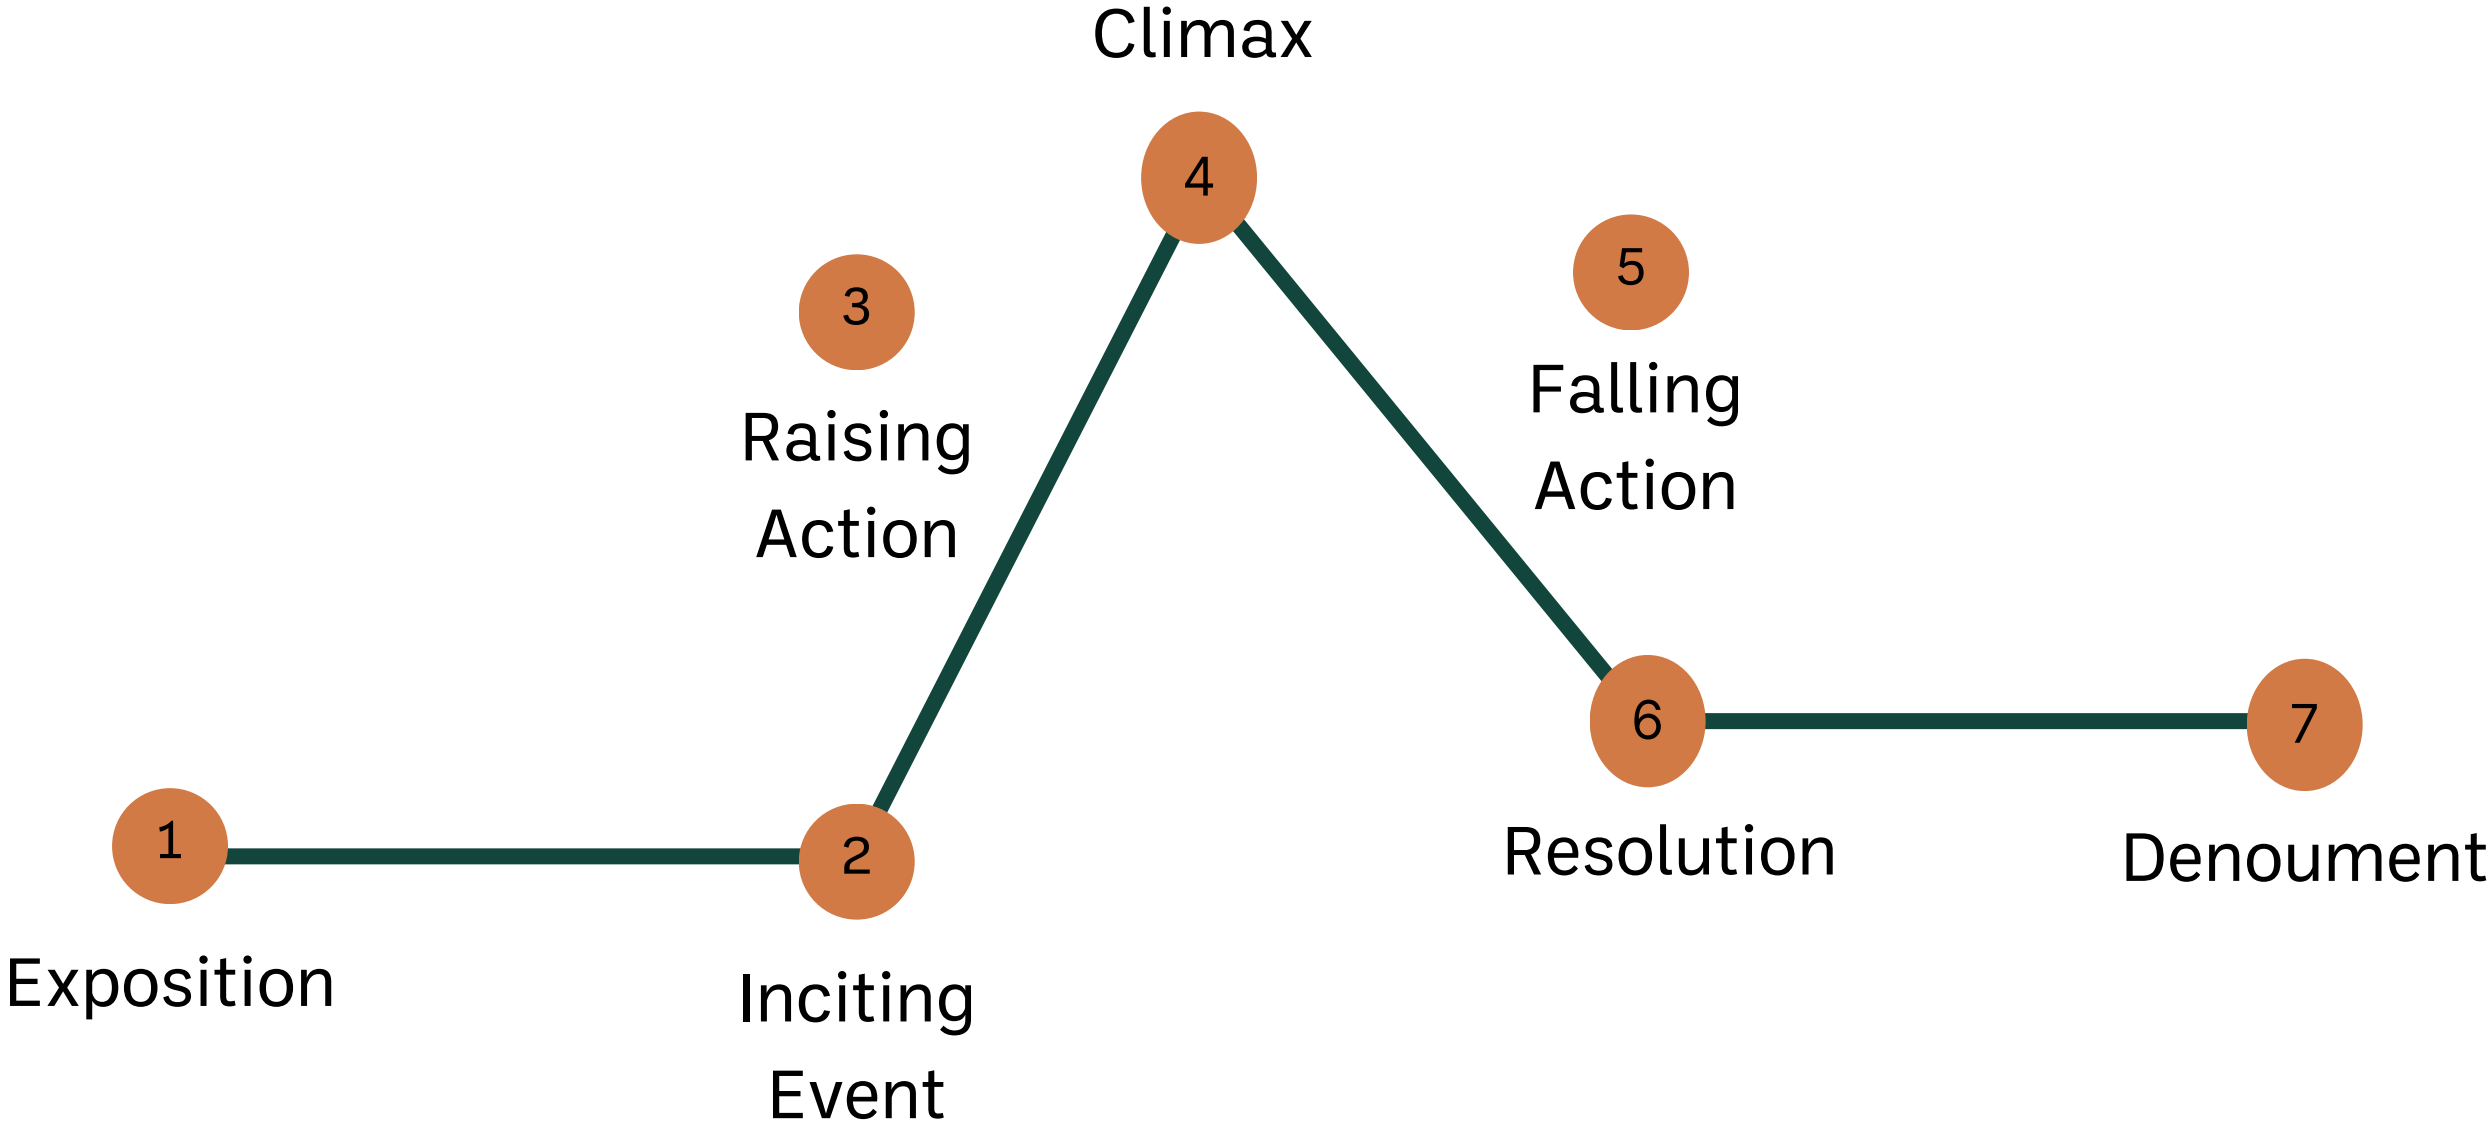 Climax
4
5
3
Falling
Action
Raising
Action
6
7
1
2
Resolution
Denoument
Exposition
Inciting
Event